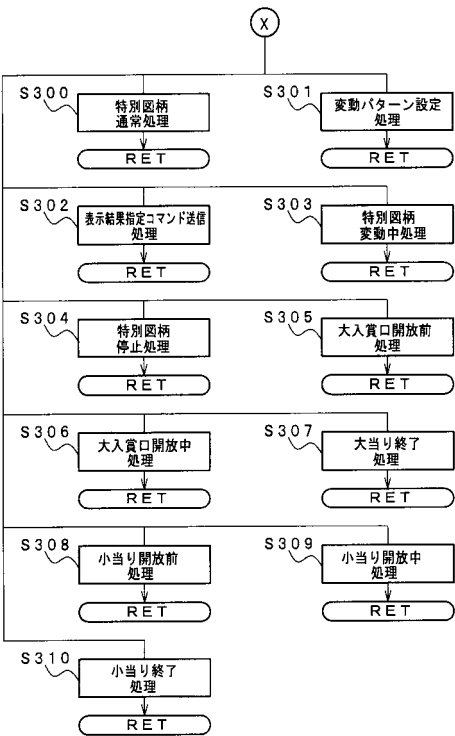 X
S300
特別図柄
通常処理
RET
S301
変動パターン設定
処理
RET
S302
表示結果指定コマンド送信
処理
RET
S303
特別図柄
変動中処理
RET
S304
特別図柄
停止処理
RET
S305
大入賞口開放前
処理
RET
S306
大入賞口開放中
処理
RET
S307
大当り終了
処理
RET
S308
小当り開放前
処理
RET
S309
小当り開放中
処理
RET
S310
小当り終了
処理
RET